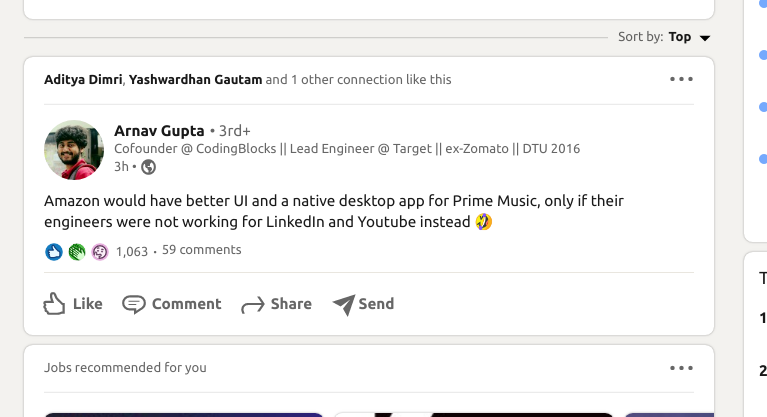 Sort by: Top
Aditya Dimri, Yashwardhan Gautam and 1 other connection like this
Arnav Gupta • 3rd+
Cofounder @ CodingBlocks || Lead Engineer @ Target || ex-Zomato || DTU 2016
3h •
Amazon would have better UI and a native desktop app for Prime Music, only if their
engineers were not working for LinkedIn and Youtube instead 🤣
1,063 · 59 comments
Like Comment Share Send
Jobs recommended for you
T
1
2